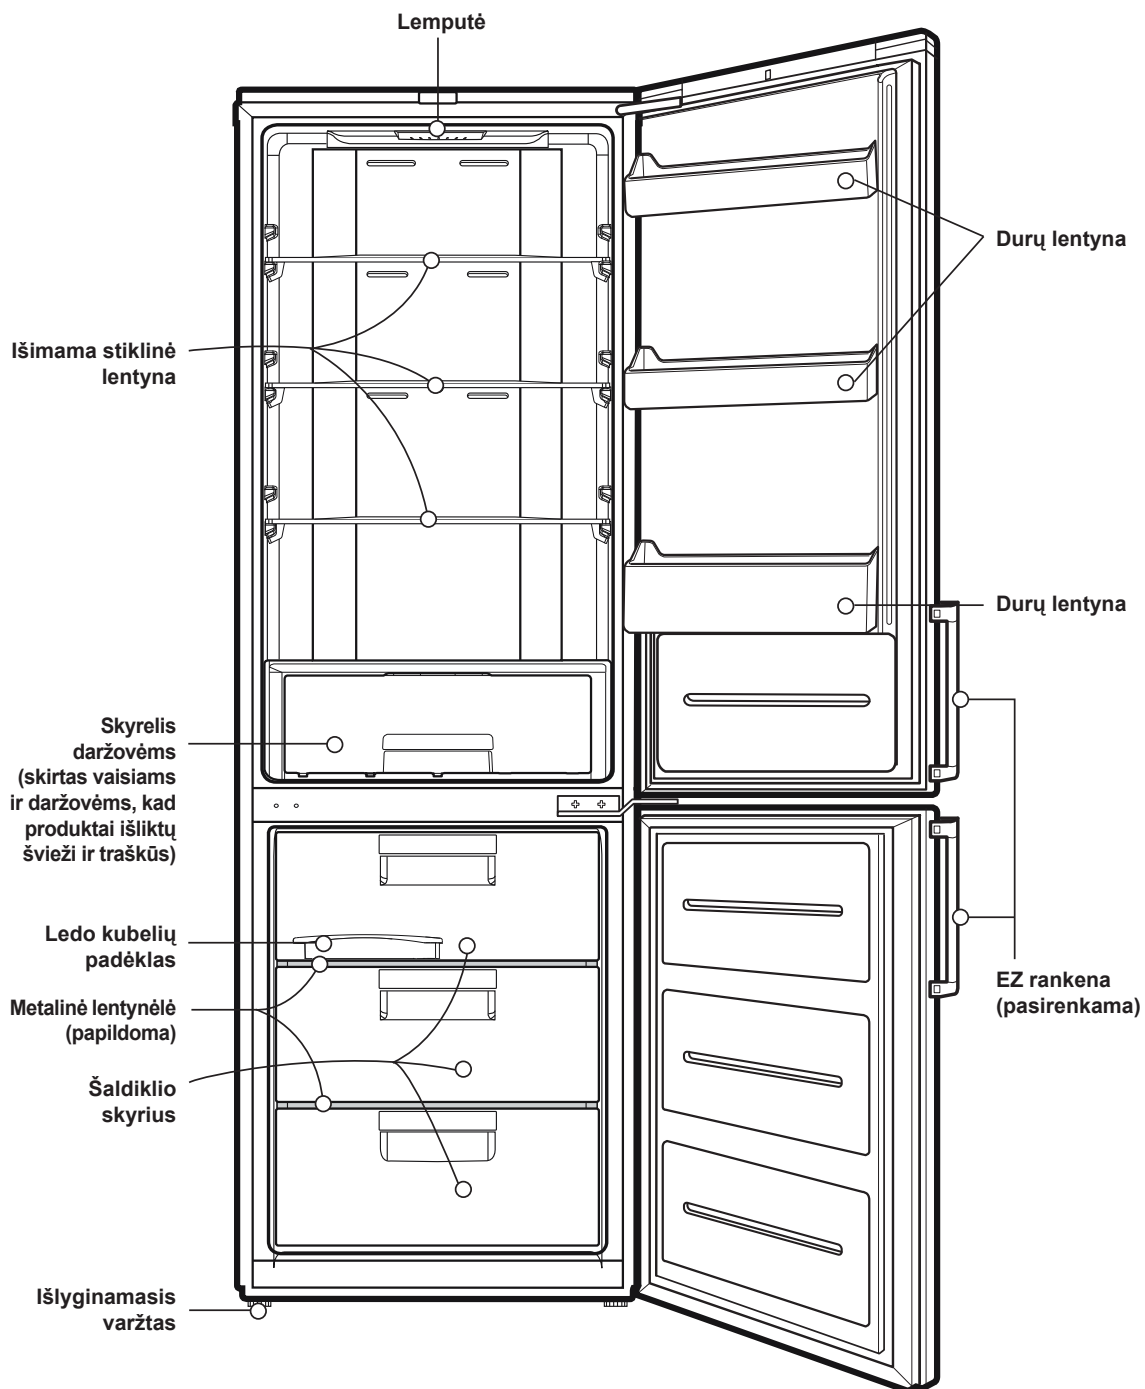 Lemputė
Durų lentyna
Išimama stiklinė
lentyna
Durų lentyna
Skyrelis
daržovėms
(skirtas vaisiams
ir daržovėms, kad
produktai išliktų
švieži ir traškūs)
Ledo kubelių
padėklas
EZ rankena
(pasirenkama)
Metalinė lentynėlė
(papildoma)
Šaldiklio
skyrius
Išlyginamasis
varžtas